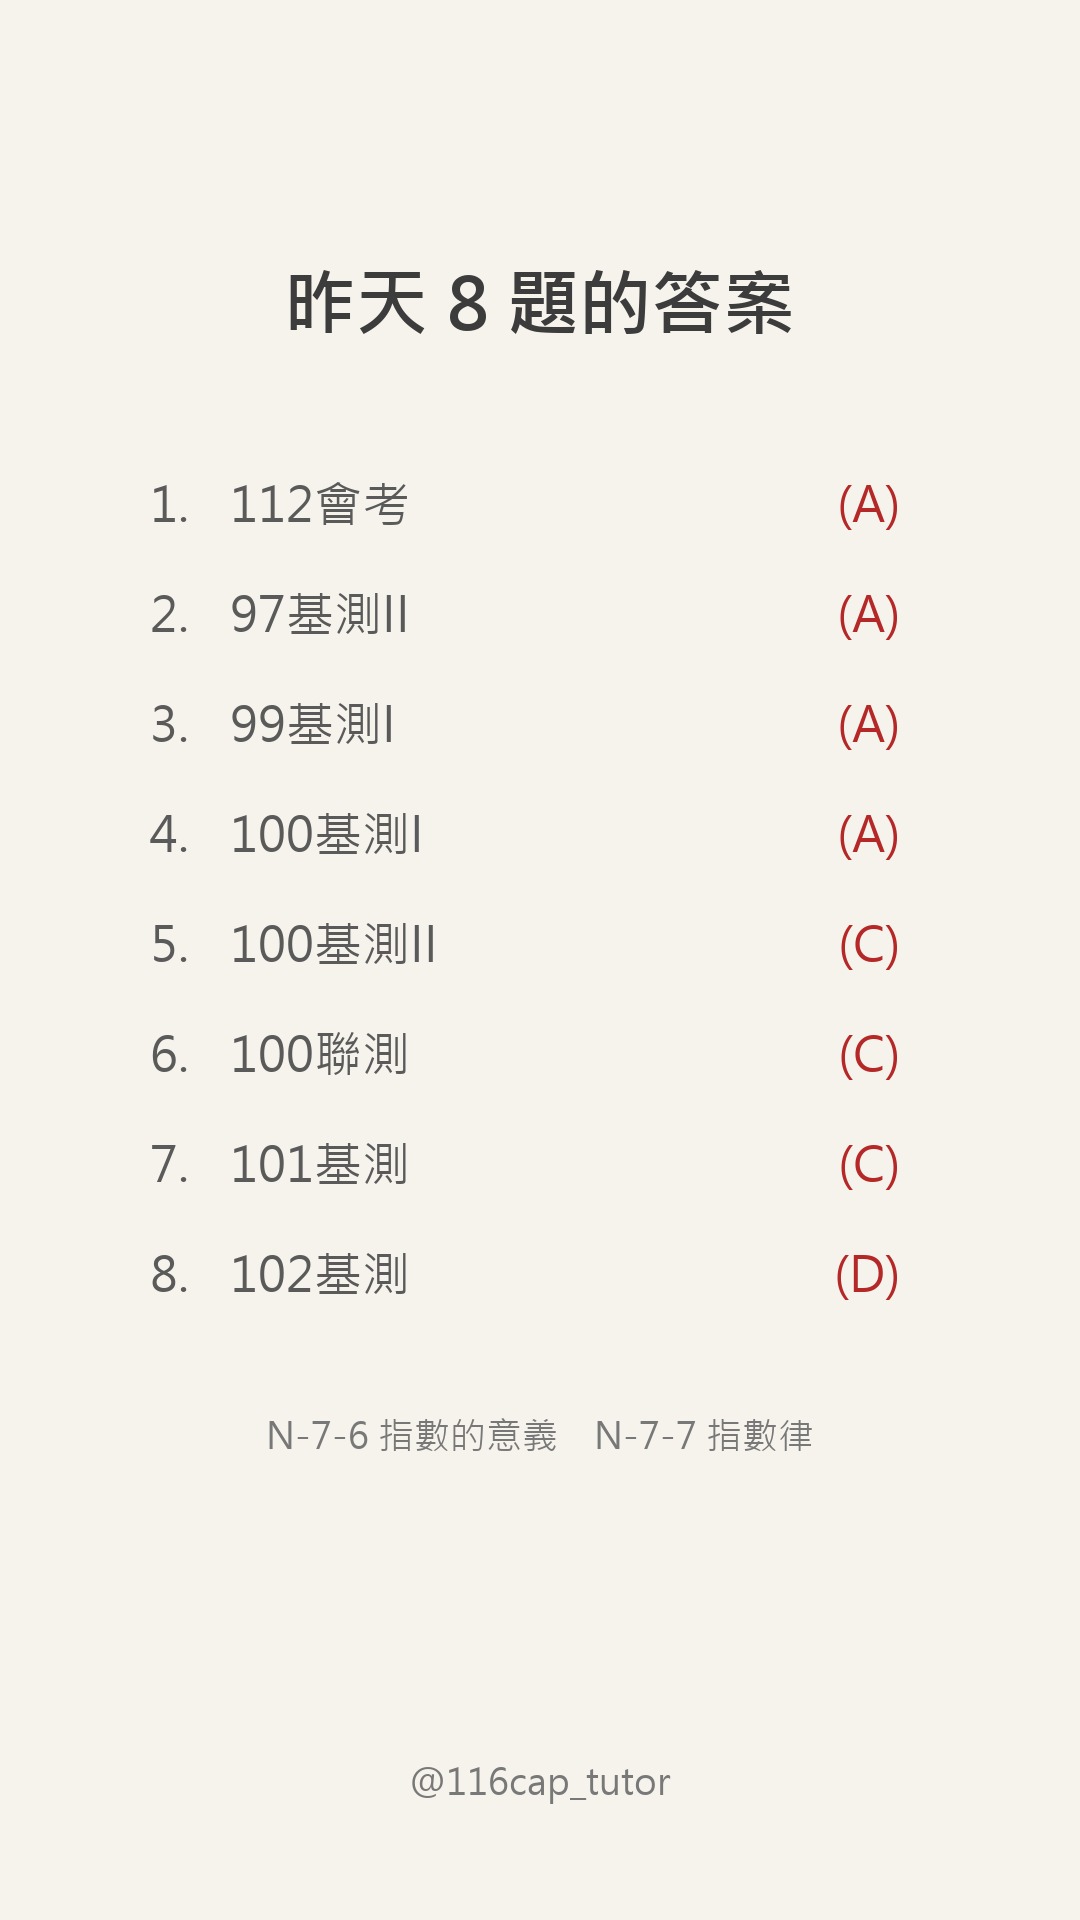 昨天 8 題的答案
1. 112會考 (A)
2. 97基測II (A)
3. 99基測I (A)
4. 100基測I (A)
5. 100基測II (C)
6. 100聯測 (C)
7. 101基測 (C)
8. 102基測 (D)
N-7-6 指數的意義 N-7-7 指數律
@116cap_tutor